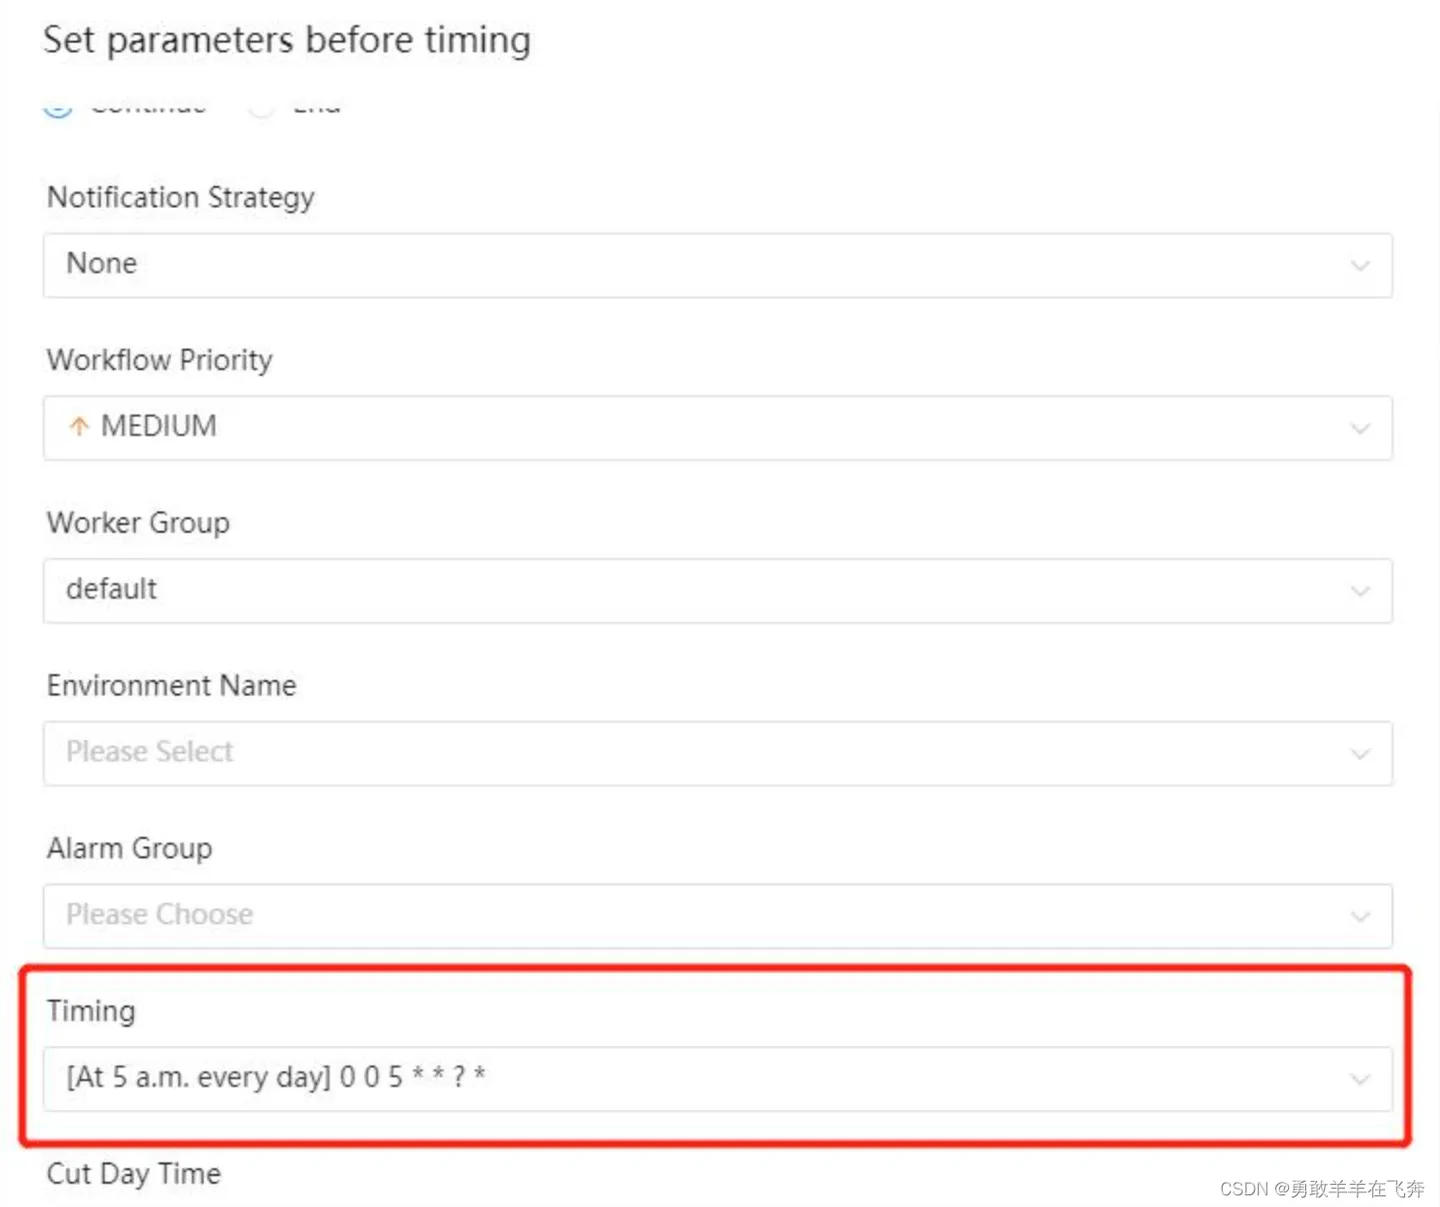 Set parameters before timing
Continue End
Notification Strategy
None
Workflow Priority
MEDIUM
Worker Group
default
Environment Name
Please Select
Alarm Group
Please Choose
Timing
[At 5 a.m. every day] 0 0 5 * * ? *
Cut Day Time
CSDN @勇敢羊羊在飞奔